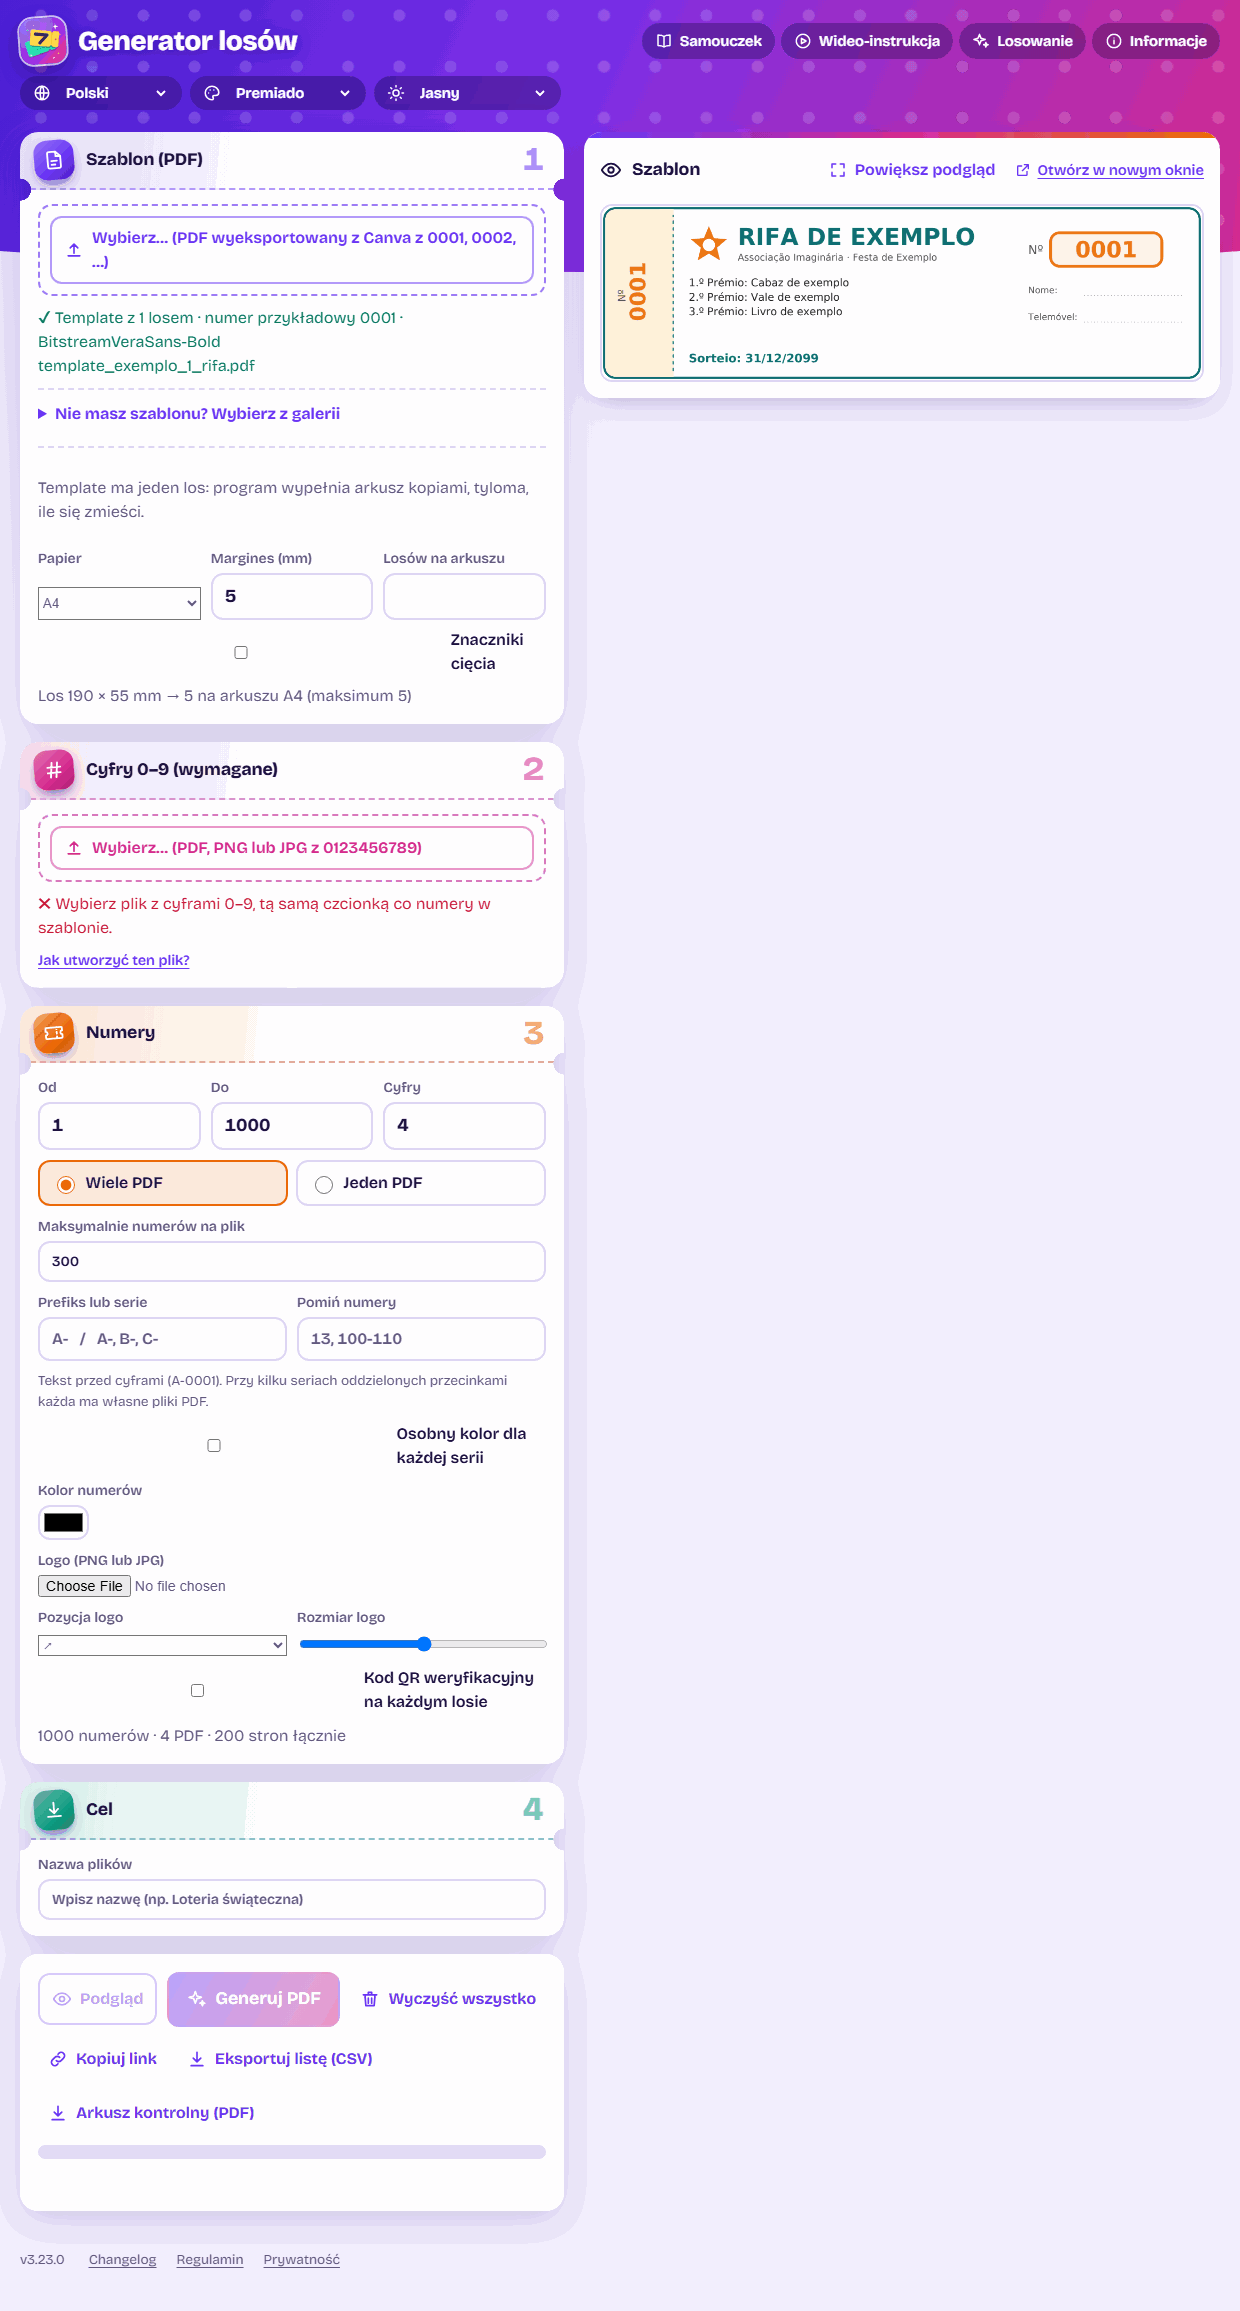 Generator losów
Samouczek
Wideo-instrukcja
Losowanie
Informacje
Polski
Premiado
Jasny
Szablon (PDF)
1
Wybierz... (PDF wyeksportowany z Canva z 0001, 0002,
...)
✓ Template z 1 losem · numer przykładowy 0001 ·
BitstreamVeraSans-Bold
template_exemplo_1_rifa.pdf
Nie masz szablonu? Wybierz z galerii
Template ma jeden los: program wypełnia arkusz kopiami, tyloma,
ile się zmieści.
Papier
Margines (mm)
Losów na arkuszu
A4
5
Znaczniki
cięcia
Los 190 × 55 mm → 5 na arkuszu A4 (maksimum 5)
Cyfry 0–9 (wymagane)
2
Wybierz... (PDF, PNG lub JPG z 0123456789)
✕ Wybierz plik z cyframi 0–9, tą samą czcionką co numery w
szablonie.
Jak utworzyć ten plik?
Numery
3
Od
Do
Cyfry
1
1000
4
Wiele PDF
Jeden PDF
Maksymalnie numerów na plik
300
Prefiks lub serie
Pomiń numery
A- / A-, B-, C-
13, 100-110
Tekst przed cyframi (A-0001). Przy kilku seriach oddzielonych przecinkami
każda ma własne pliki PDF.
Osobny kolor dla
każdej serii
Kolor numerów
Logo (PNG lub JPG)
Choose File No file chosen
Pozycja logo
Rozmiar logo
↗
Kod QR weryfikacyjny
na każdym losie
1000 numerów · 4 PDF · 200 stron łącznie
Cel
4
Nazwa plików
Wpisz nazwę (np. Loteria świąteczna)
Podgląd
Generuj PDF
Wyczyść wszystko
Kopiuj link
Eksportuj listę (CSV)
Arkusz kontrolny (PDF)
v3.23.0
Changelog
Regulamin
Prywatność
Szablon
Powiększ podgląd
Otwórz w nowym oknie
Nº
0001
RIFA DE EXEMPLO
Associação Imaginária · Festa de Exemplo
1.º Prémio: Cabaz de exemplo
2.º Prémio: Vale de exemplo
3.º Prémio: Livro de exemplo
Sorteio: 31/12/2099
Nº 0001
Nome:
Telemóvel: